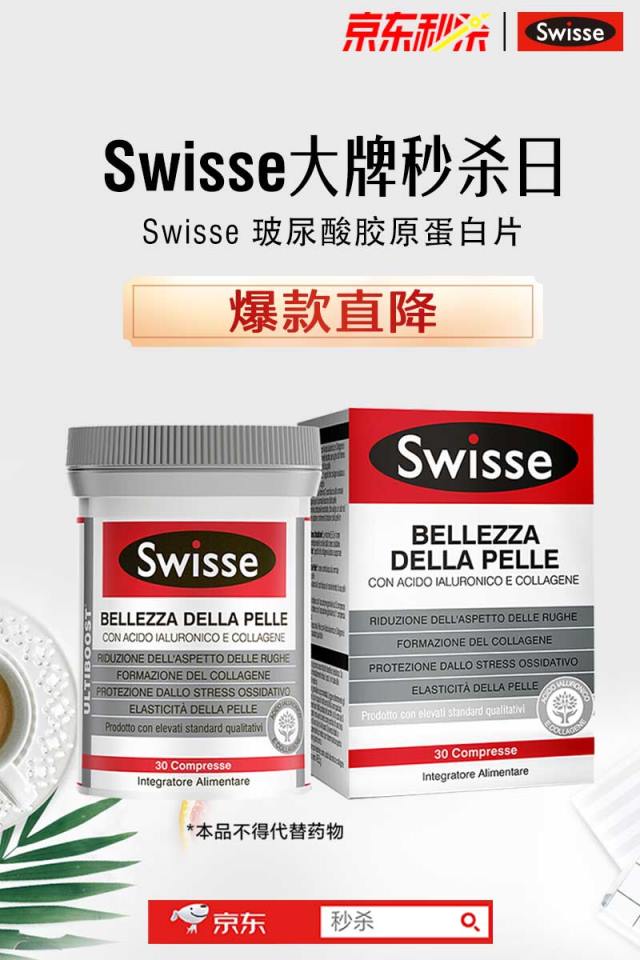 京东秒杀 Swisse
Swisse大牌秒杀日
Swisse 玻尿酸胶原蛋白片
爆款直降
Swisse
BELLEZZA DELLA PELLE
CON ACIDO IALURONICO E COLLAGENE
RIDUZIONE DELL'ASPETTO DELLE RUGHE
FORMAZIONE DEL COLLAGENE
PROTEZIONE DALLO STRESS OSSIDATIVO
ELASTICITÀ DELLA PELLE
Prodotto con elevati standard qualitativi
30 Compresse
Integratore Alimentare
ULTIBOOST
Swisse
BELLEZZA
DELLA PELLE
CON ACIDO IALURONICO E COLLAGENE
RIDUZIONE DELL'ASPETTO DELLE RUGHE
FORMAZIONE DEL COLLAGENE
PROTEZIONE DALLO STRESS OSSIDATIVO
ELASTICITÀ DELLA PELLE
Prodotto con elevati standard qualitativi
ACIDO IALURONICO
E COLLAGENE
30 Compresse
Integratore Alimentare
*本品不得代替药物
京东 秒杀